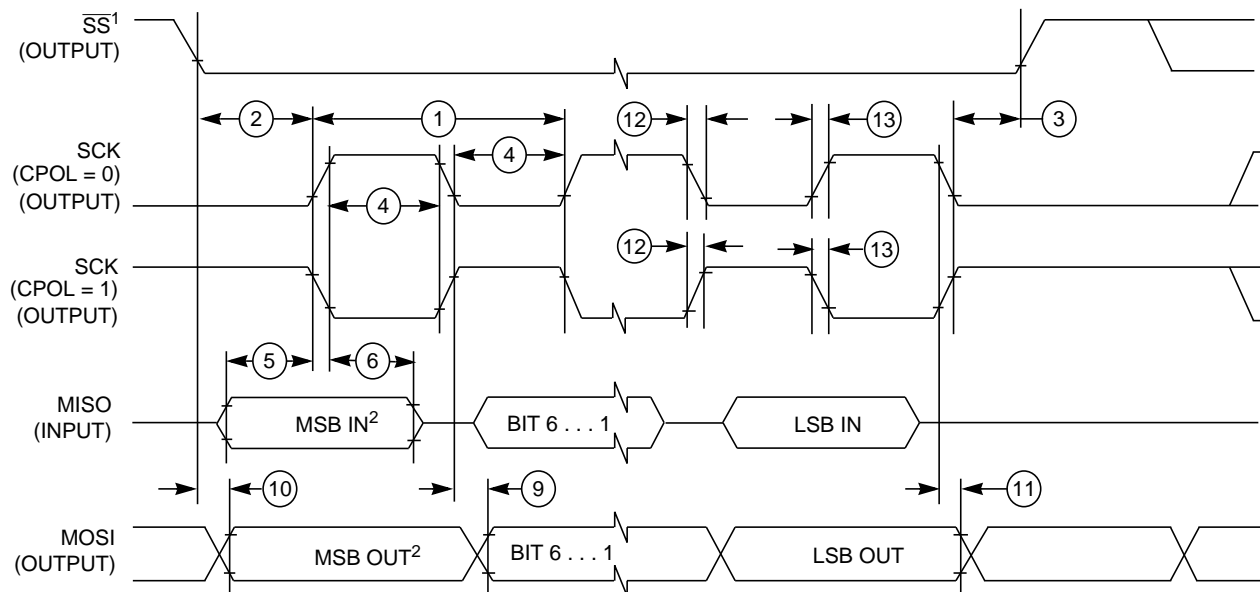 SS¹
(OUTPUT)
2 1 12 13 3
SCK
(CPOL = 0)
(OUTPUT)
4
4
SCK
(CPOL = 1)
(OUTPUT)
12 13
5 6
MISO
(INPUT)
MSB IN² BIT 6 . . . 1 LSB IN
10 9 11
MOSI
(OUTPUT)
MSB OUT² BIT 6 . . . 1 LSB OUT